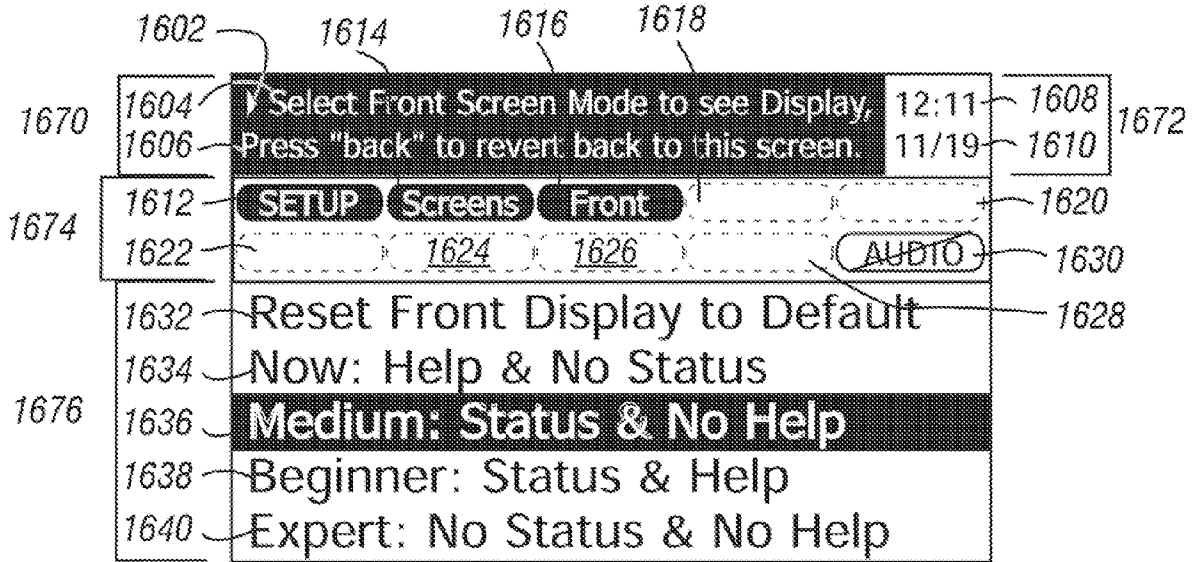 1602 1614 1616 1618
1670 1604 Select Front Screen Mode to see Display, 12:11 1608 1672
1606 Press "back" to revert back to this screen. 11/19 1610
1674 1612 SETUP Screens Front 1620
1622 1624 1626 AUDIO 1630
1632 Reset Front Display to Default 1628
1634 Now: Help & No Status
1676 1636 Medium: Status & No Help
1638 Beginner: Status & Help
1640 Expert: No Status & No Help